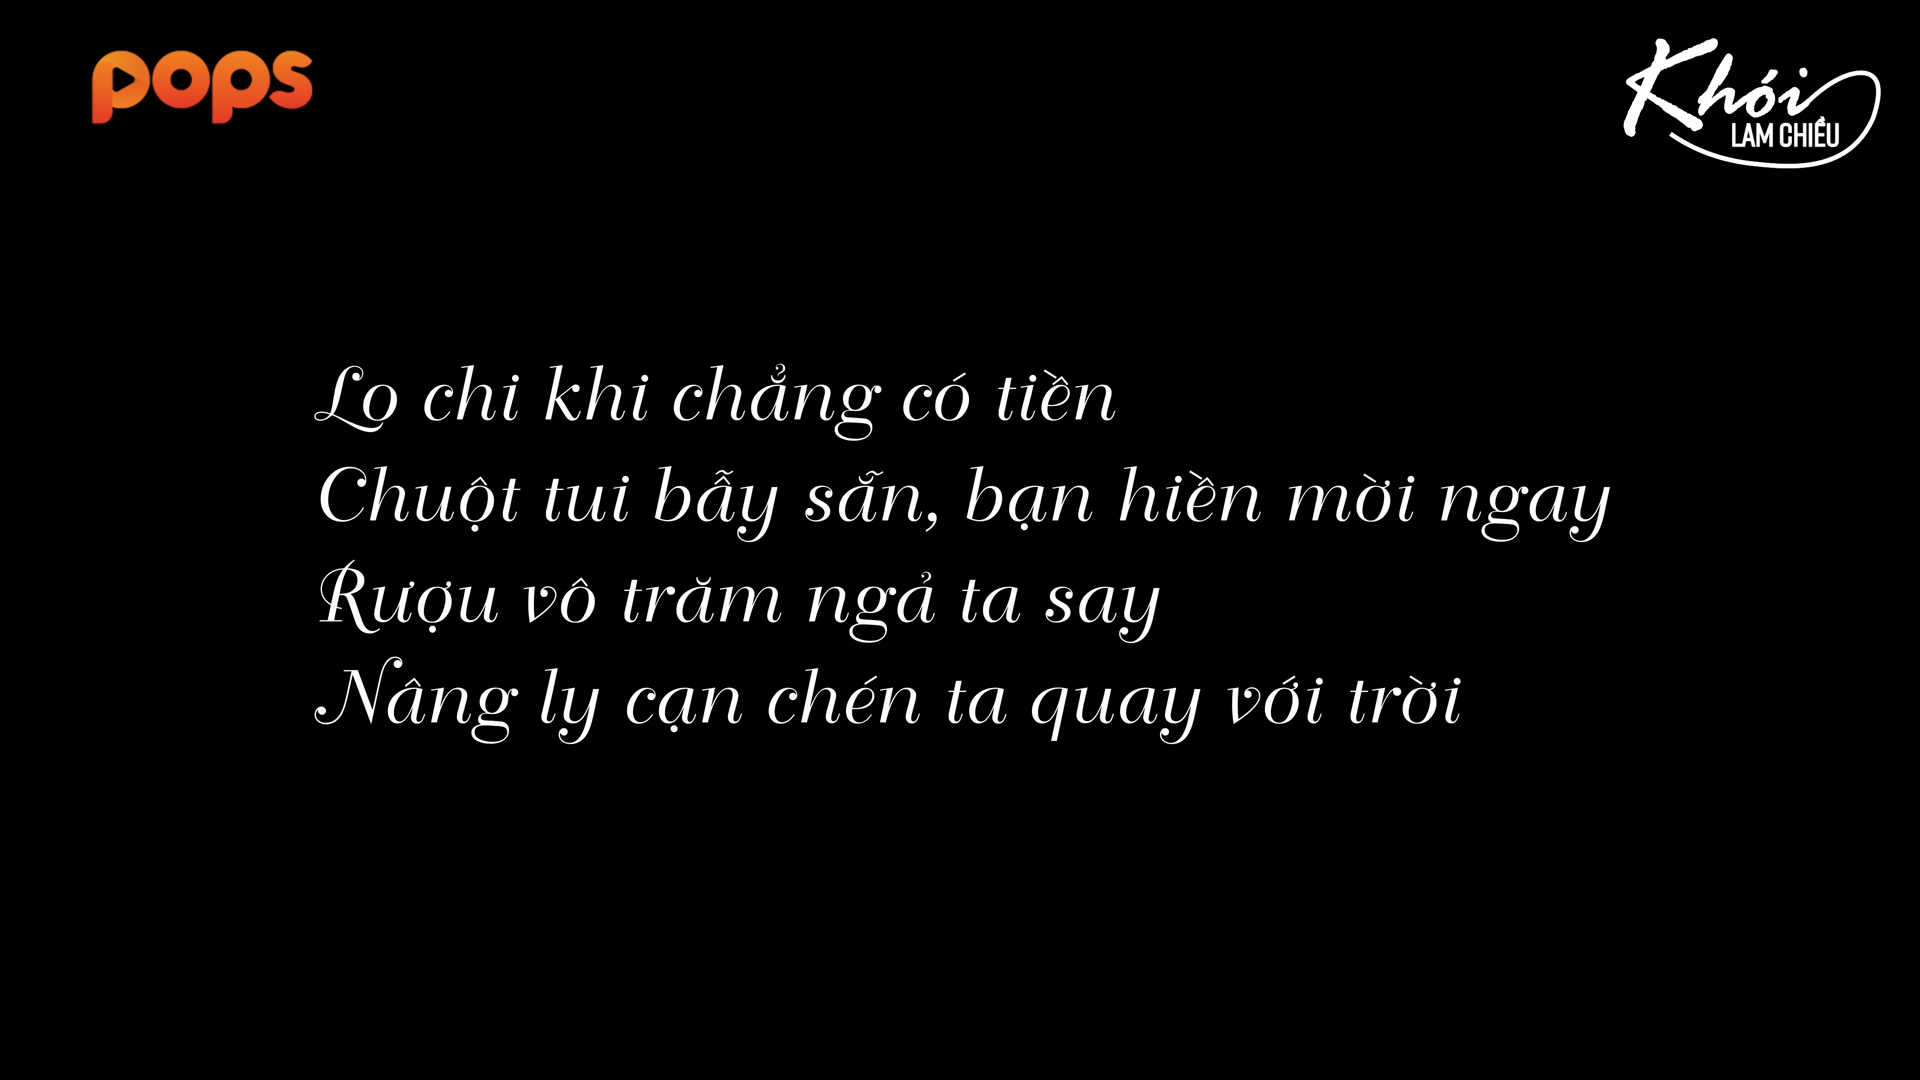 pops
Khói
LAM CHIỀU
Lo chi khi chẳng có tiền
Chuột tui bẫy sẵn, bạn hiền mời ngay
Rượu vô trăm ngả ta say
Nâng ly cạn chén ta quay với trời